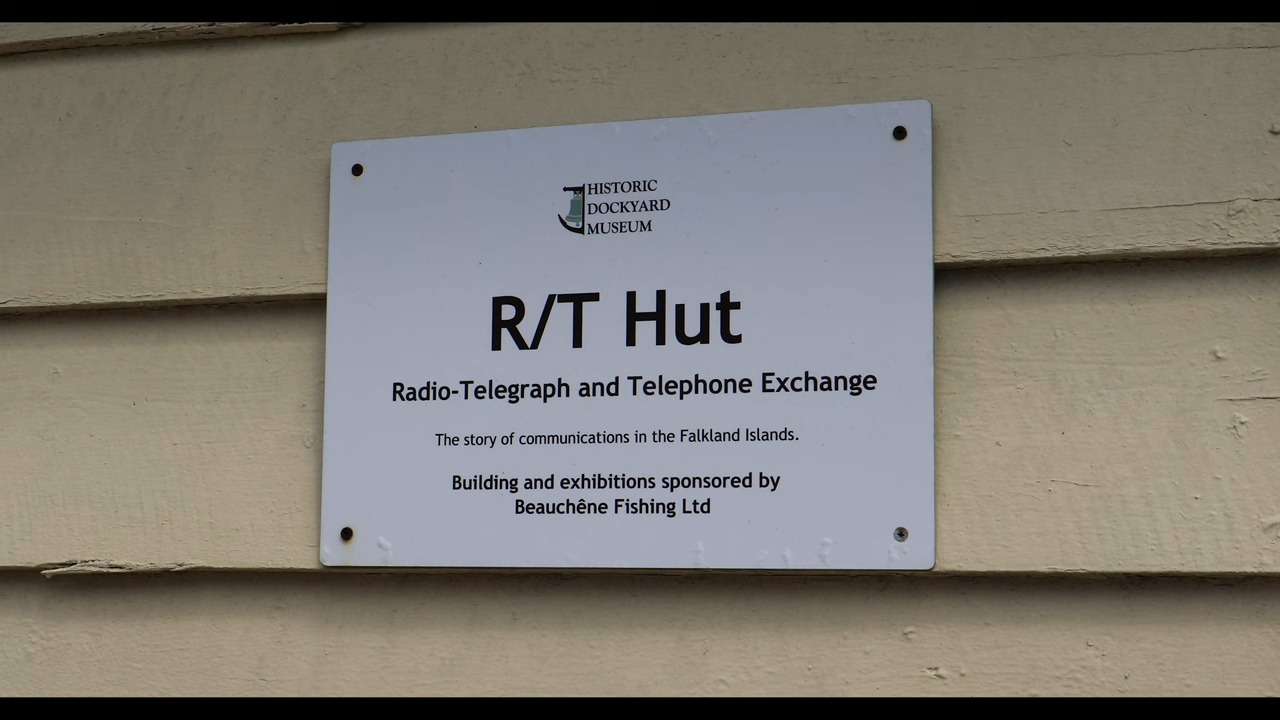 HISTORIC
DOCKYARD
MUSEUM
R/T Hut
Radio-Telegraph and Telephone Exchange
The story of communications in the Falkland Islands.
Building and exhibitions sponsored by
Beauchêne Fishing Ltd